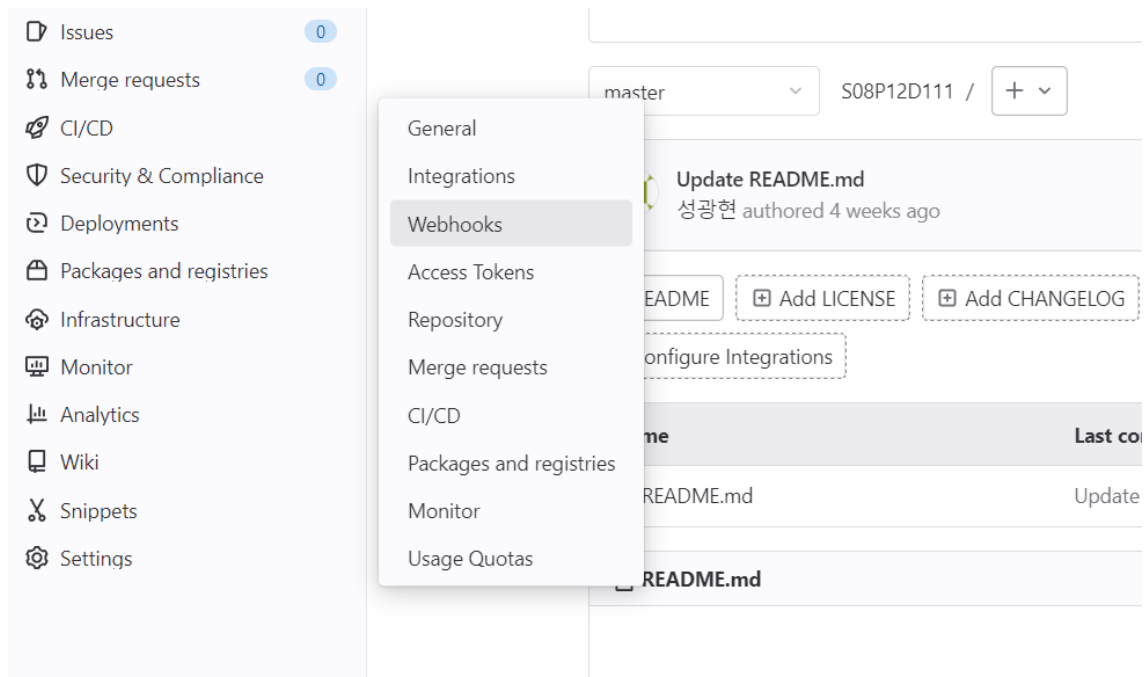 Issues 0
Merge requests 0
CI/CD
Security & Compliance
Deployments
Packages and registries
Infrastructure
Monitor
Analytics
Wiki
Snippets
Settings
General
Integrations
Webhooks
Access Tokens
Repository
Merge requests
CI/CD
Packages and registries
Monitor
Usage Quotas
master S08P12D111 / +
Update README.md
성광현 authored 4 weeks ago
EADME Add LICENSE Add CHANGELOG
onfigure Integrations
me Last co
README.md Update
README.md